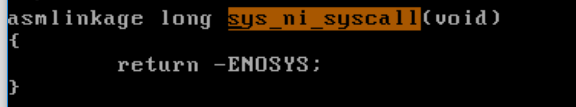 asmlinkage long sys_ni_syscall(void)
{
        return -ENOSYS;
}